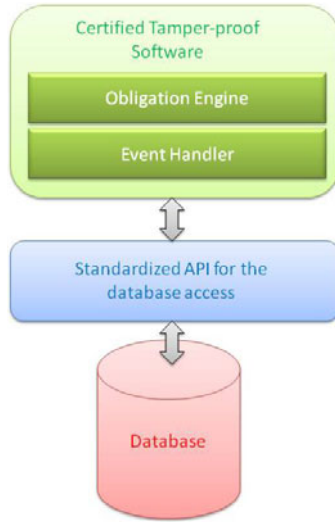 Certified Tamper-proof
Software
Obligation Engine
Event Handler
Standardized API for the
database access
Database